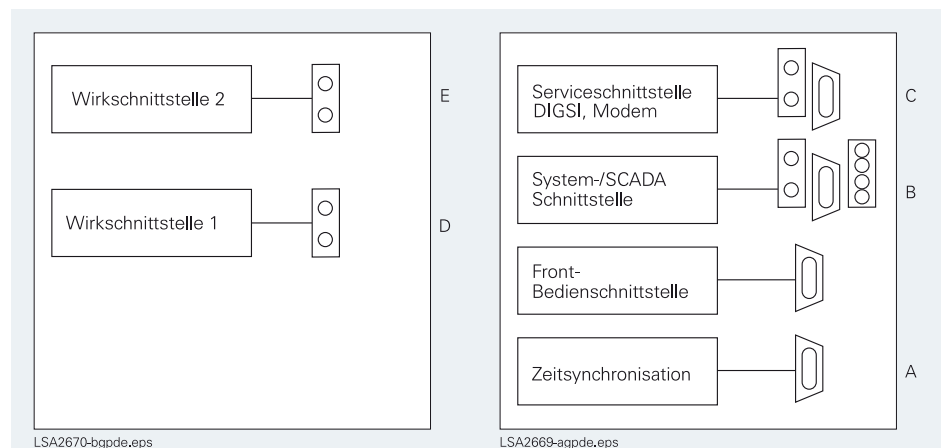 Wirkschnittstelle 2
E
Wirkschnittstelle 1
D
LSA2670-bgpde.eps
Serviceschnittstelle
DIGSI, Modem
C
System-/SCADA
Schnittstelle
B
Front-
Bedienschnittstelle
Zeitsynchronisation
A
LSA2669-agpde.eps